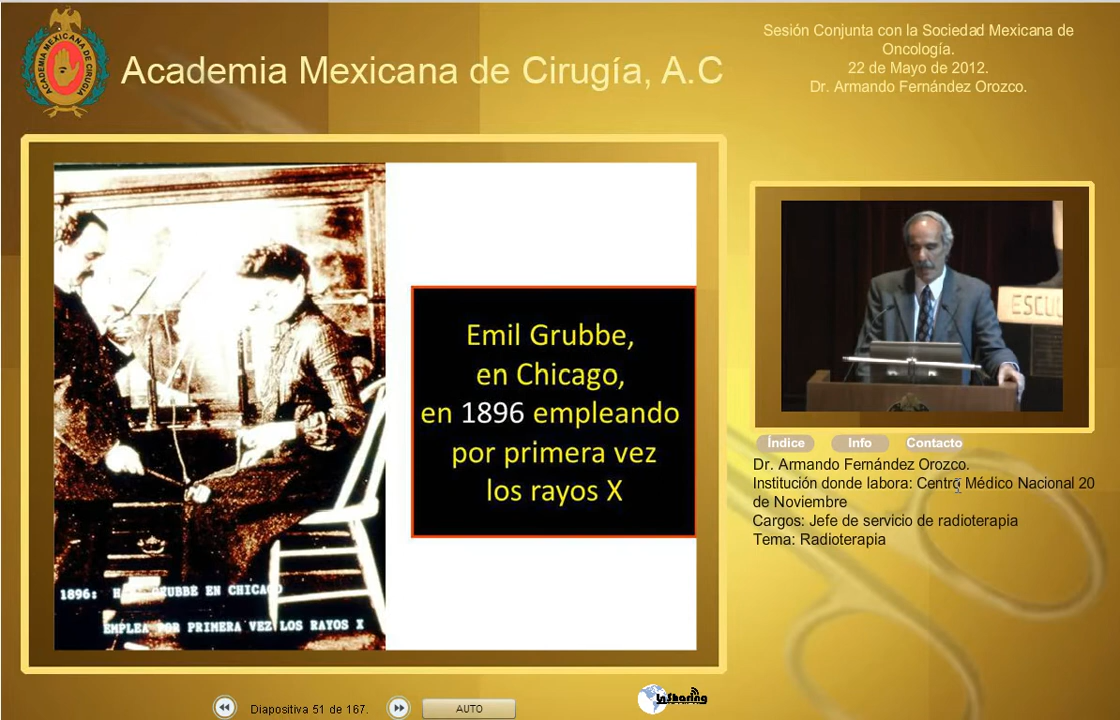 ACADEMIA MEXICANA DE CIRUGIA
Academia Mexicana de Cirugía, A.C
Sesión Conjunta con la Sociedad Mexicana de
Oncología.
22 de Mayo de 2012.
Dr. Armando Fernández Orozco.
Emil Grubbe,
en Chicago,
en 1896 empleando
por primera vez
los rayos X
1896: GRUBBE EN CHICAGO
EMPLEA POR PRIMERA VEZ LOS RAYOS X
ESCU
Índice Info Contacto
Dr. Armando Fernández Orozco.
Institución donde labora: Centro Médico Nacional 20
de Noviembre
Cargos: Jefe de servicio de radioterapia
Tema: Radioterapia
Diapositiva 51 de 167.
AUTO
InSharing